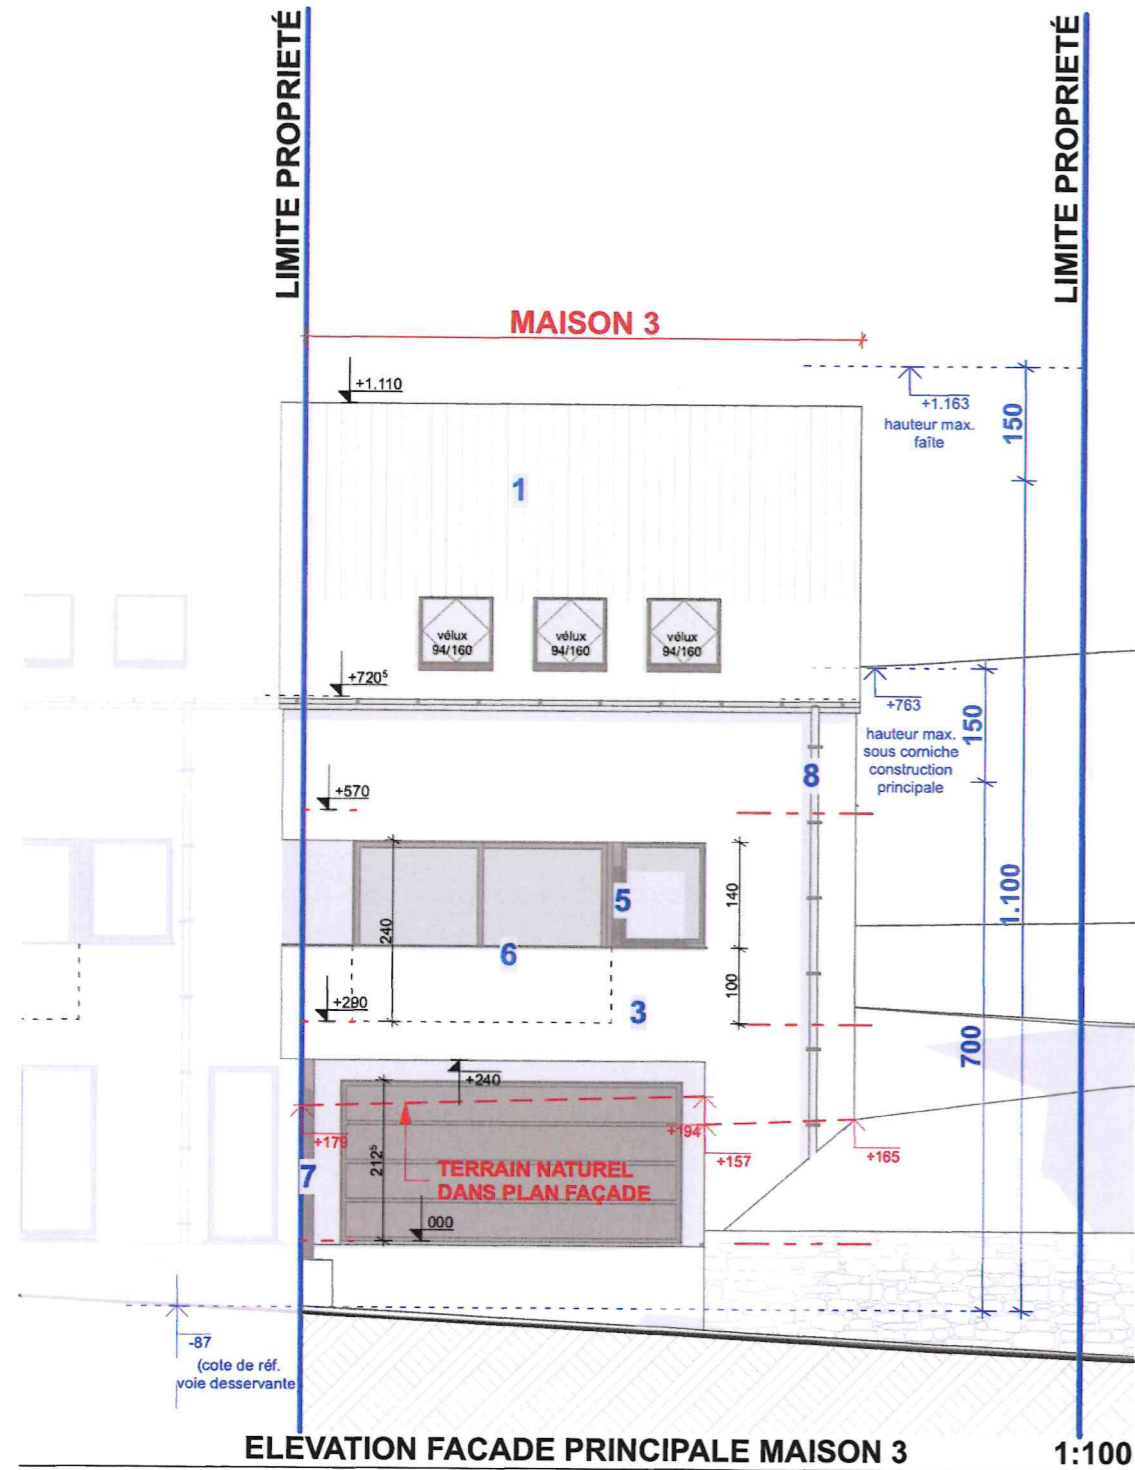 LIMITE PROPRIETÉ
LIMITE PROPRIETÉ
MAISON 3
+1.110
+1.163
hauteur max.
faîte
150
1
vélux
94/160
vélux
94/160
vélux
94/160
+720⁵
+763
hauteur max.
sous corniche
construction
principale
150
8
+570
1.100
240
5
140
6
100
+290
3
700
+240
+179
+194
+157
+165
212⁵
TERRAIN NATUREL
DANS PLAN FAÇADE
7
000
-87
(cote de réf.
voie desservante
ELEVATION FACADE PRINCIPALE MAISON 3
1:100